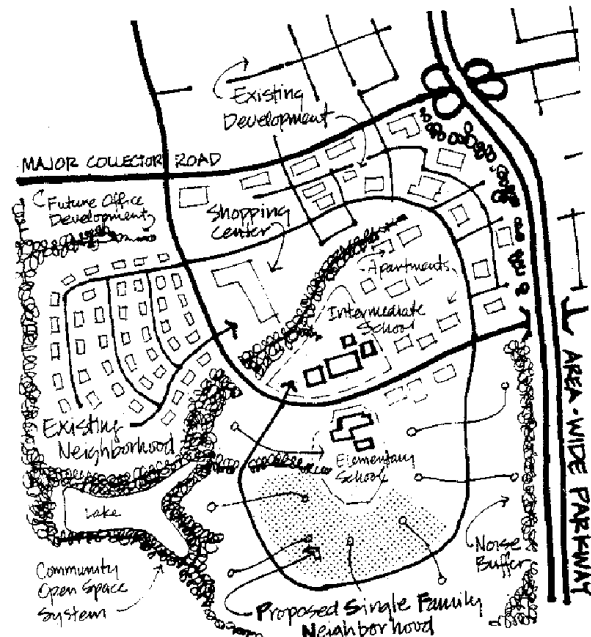 Existing
Development
MAJOR COLLECTOR ROAD
Future Office
Development
Shopping
Center
Apartments
Intermediate
School
Existing
Neighborhood
Elementary
School
Lake
Community
Open Space
System
Noise
Buffer
Proposed Single Family
Neighborhood
AREA-WIDE PARKWAY